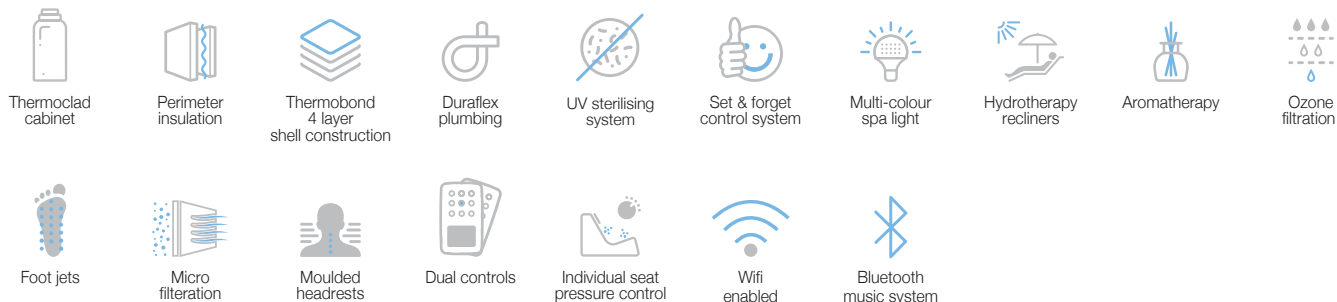 Thermoclad
cabinet
Perimeter
insulation
Thermobond
4 layer
shell construction
Duraflex
plumbing
UV sterilising
system
Set & forget
control system
Multi-colour
spa light
Hydrotherapy
recliners
Aromatherapy
Ozone
filtration
Foot jets
Micro
filteration
Moulded
headrests
Dual controls
Individual seat
pressure control
Wifi
enabled
Bluetooth
music system